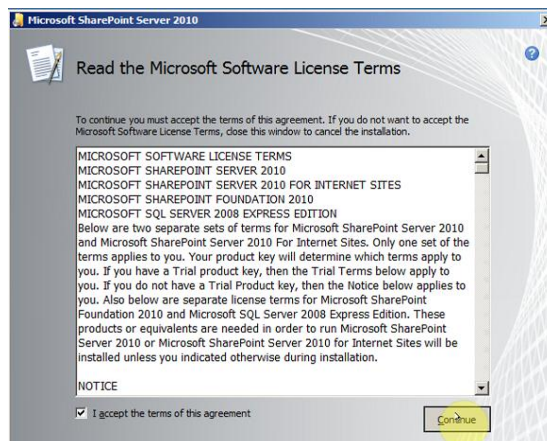 Microsoft SharePoint Server 2010
Read the Microsoft Software License Terms
To continue you must accept the terms of this agreement. If you do not want to accept the
Microsoft Software License Terms, close this window to cancel the installation.
MICROSOFT SOFTWARE LICENSE TERMS
MICROSOFT SHAREPOINT SERVER 2010
MICROSOFT SHAREPOINT SERVER 2010 FOR INTERNET SITES
MICROSOFT SHAREPOINT FOUNDATION 2010
MICROSOFT SQL SERVER 2008 EXPRESS EDITION
Below are two separate sets of terms for Microsoft SharePoint Server 2010
and Microsoft SharePoint Server 2010 For Internet Sites. Only one set of the
terms applies to you. Your product key will determine which terms apply to
you. If you have a Trial product key, then the Trial Terms below apply to
you. If you do not have a Trial Product key, then the Notice below applies to
you. Also below are separate license terms for Microsoft SharePoint
Foundation 2010 and Microsoft SQL Server 2008 Express Edition. These
products or equivalents are needed in order to run Microsoft SharePoint
Server 2010 or Microsoft SharePoint 2010 for Internet Sites will be
installed unless you indicated otherwise during installation.
NOTICE
I accept the terms of this agreement
Continue